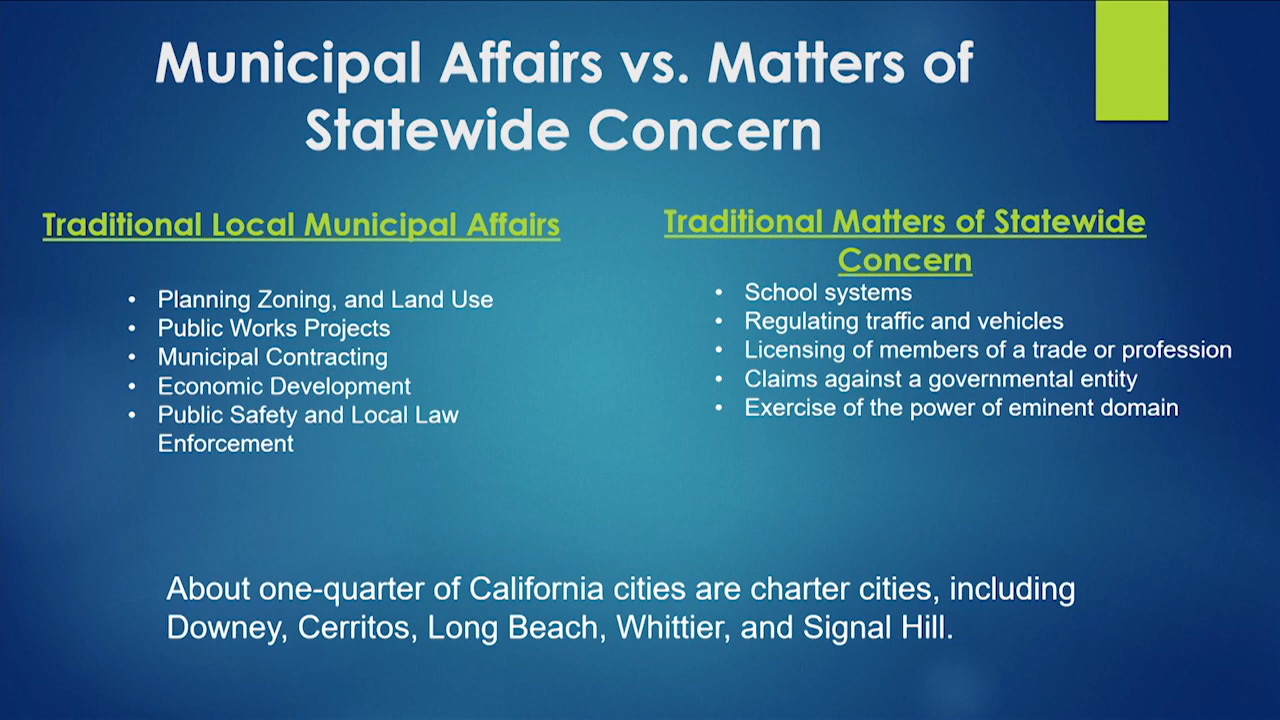 Municipal Affairs vs. Matters of
Statewide Concern
Traditional Local Municipal Affairs
• Planning Zoning, and Land Use
• Public Works Projects
• Municipal Contracting
• Economic Development
• Public Safety and Local Law
Enforcement
Traditional Matters of Statewide
Concern
• School systems
• Regulating traffic and vehicles
• Licensing of members of a trade or profession
• Claims against a governmental entity
• Exercise of the power of eminent domain
About one-quarter of California cities are charter cities, including
Downey, Cerritos, Long Beach, Whittier, and Signal Hill.